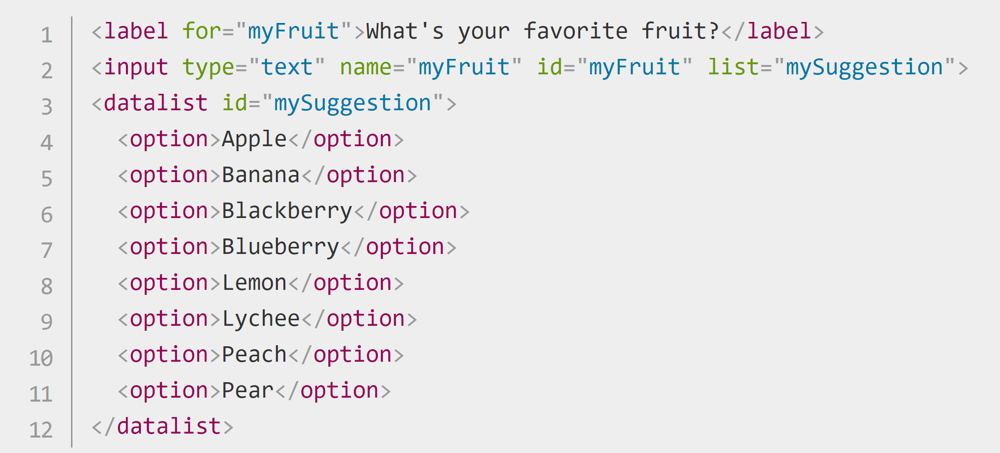 1 <label for="myFruit">What's your favorite fruit?</label>
2 <input type="text" name="myFruit" id="myFruit" list="mySuggestion">
3 <datalist id="mySuggestion">
4   <option>Apple</option>
5   <option>Banana</option>
6   <option>Blackberry</option>
7   <option>Blueberry</option>
8   <option>Lemon</option>
9   <option>Lychee</option>
10   <option>Peach</option>
11   <option>Pear</option>
12 </datalist>